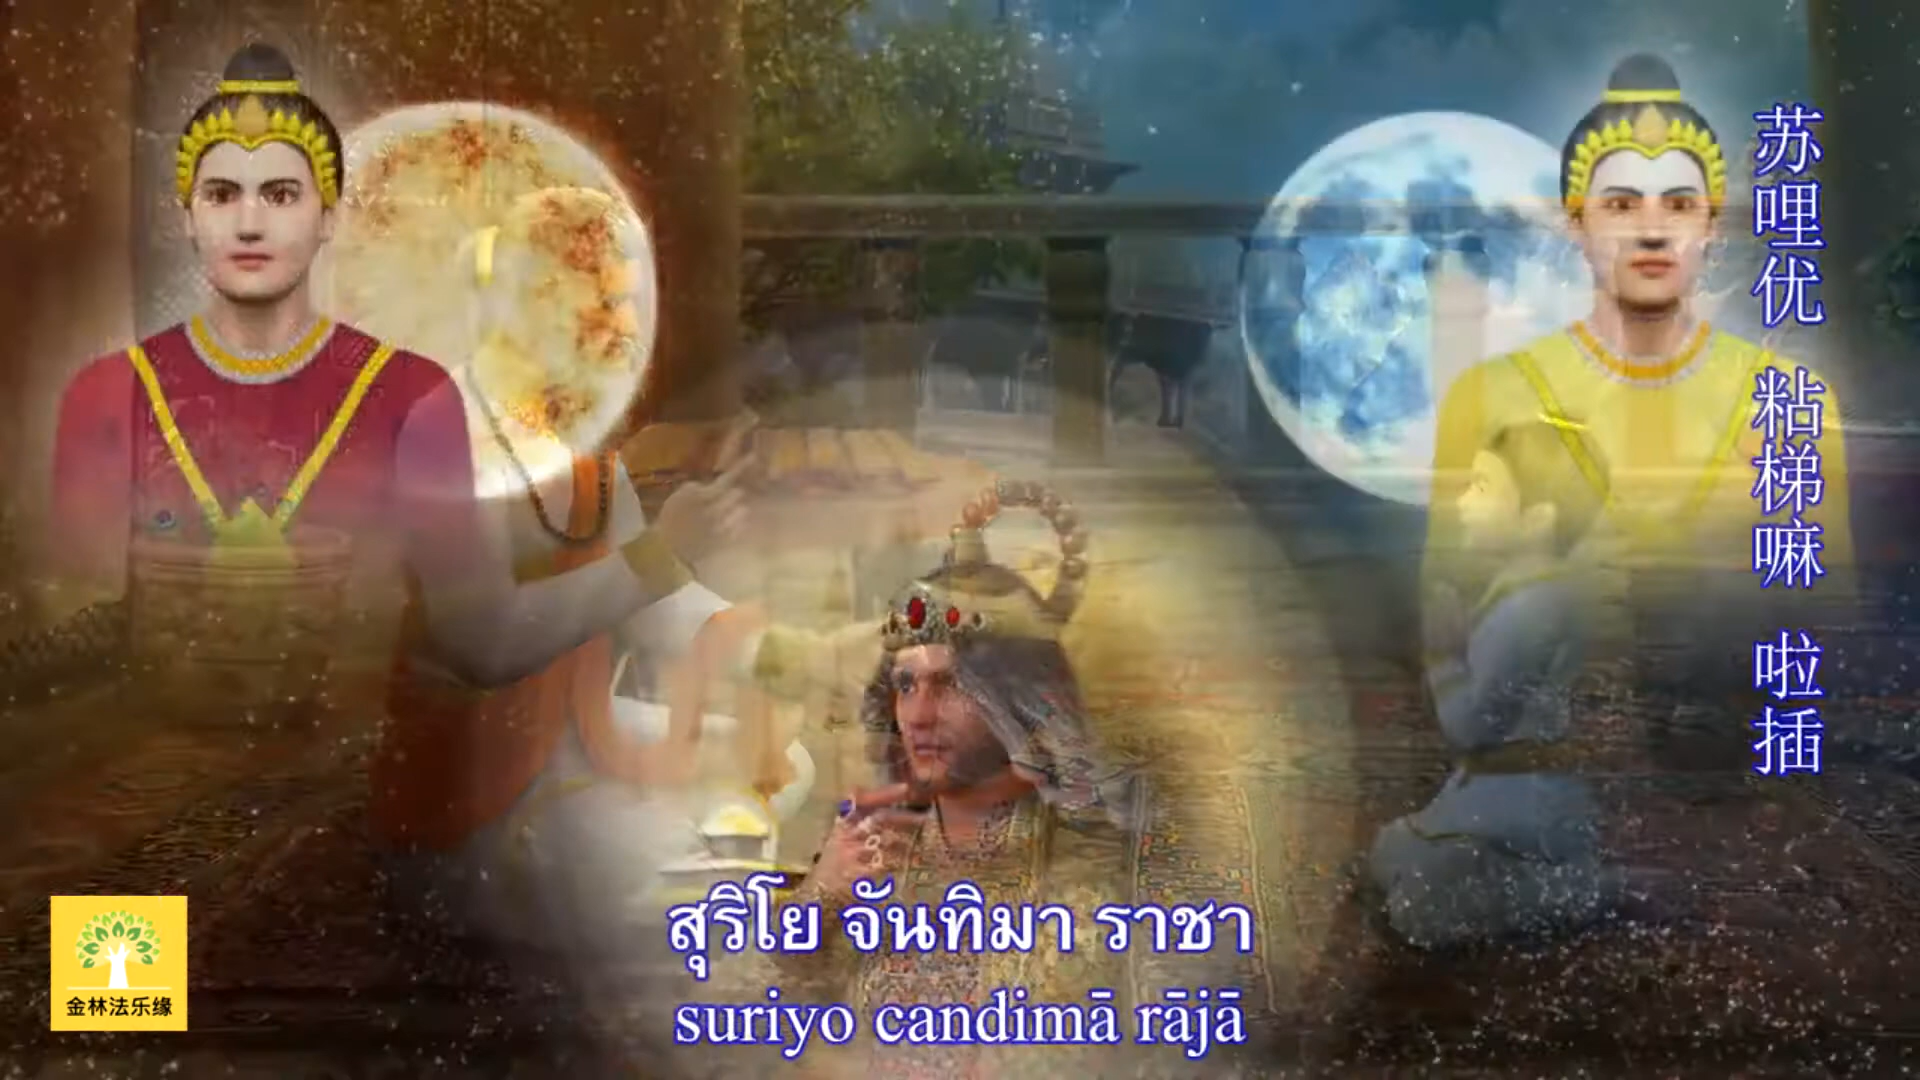 苏哩优 粘梯嘛 啦插
สุริโย จันทิมา ราชา
suriyo candimā rājā
金林法乐缘